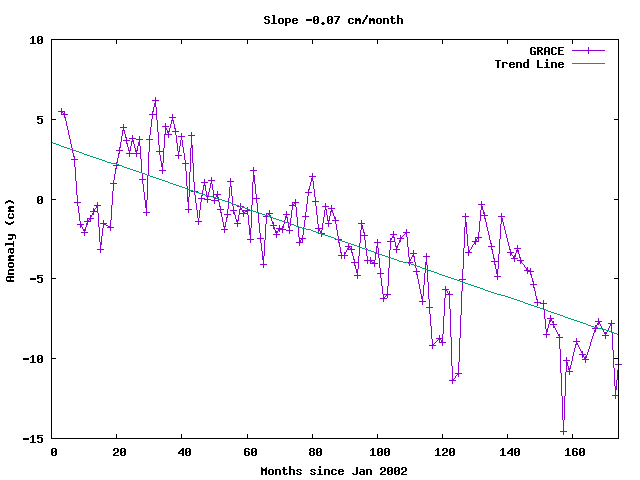 Slope -0.07 cm/month
10
GRACE
Trend Line
5
0
-5
-10
-15
Anomaly (cm)
0 20 40 60 80 100 120 140 160
Months since Jan 2002